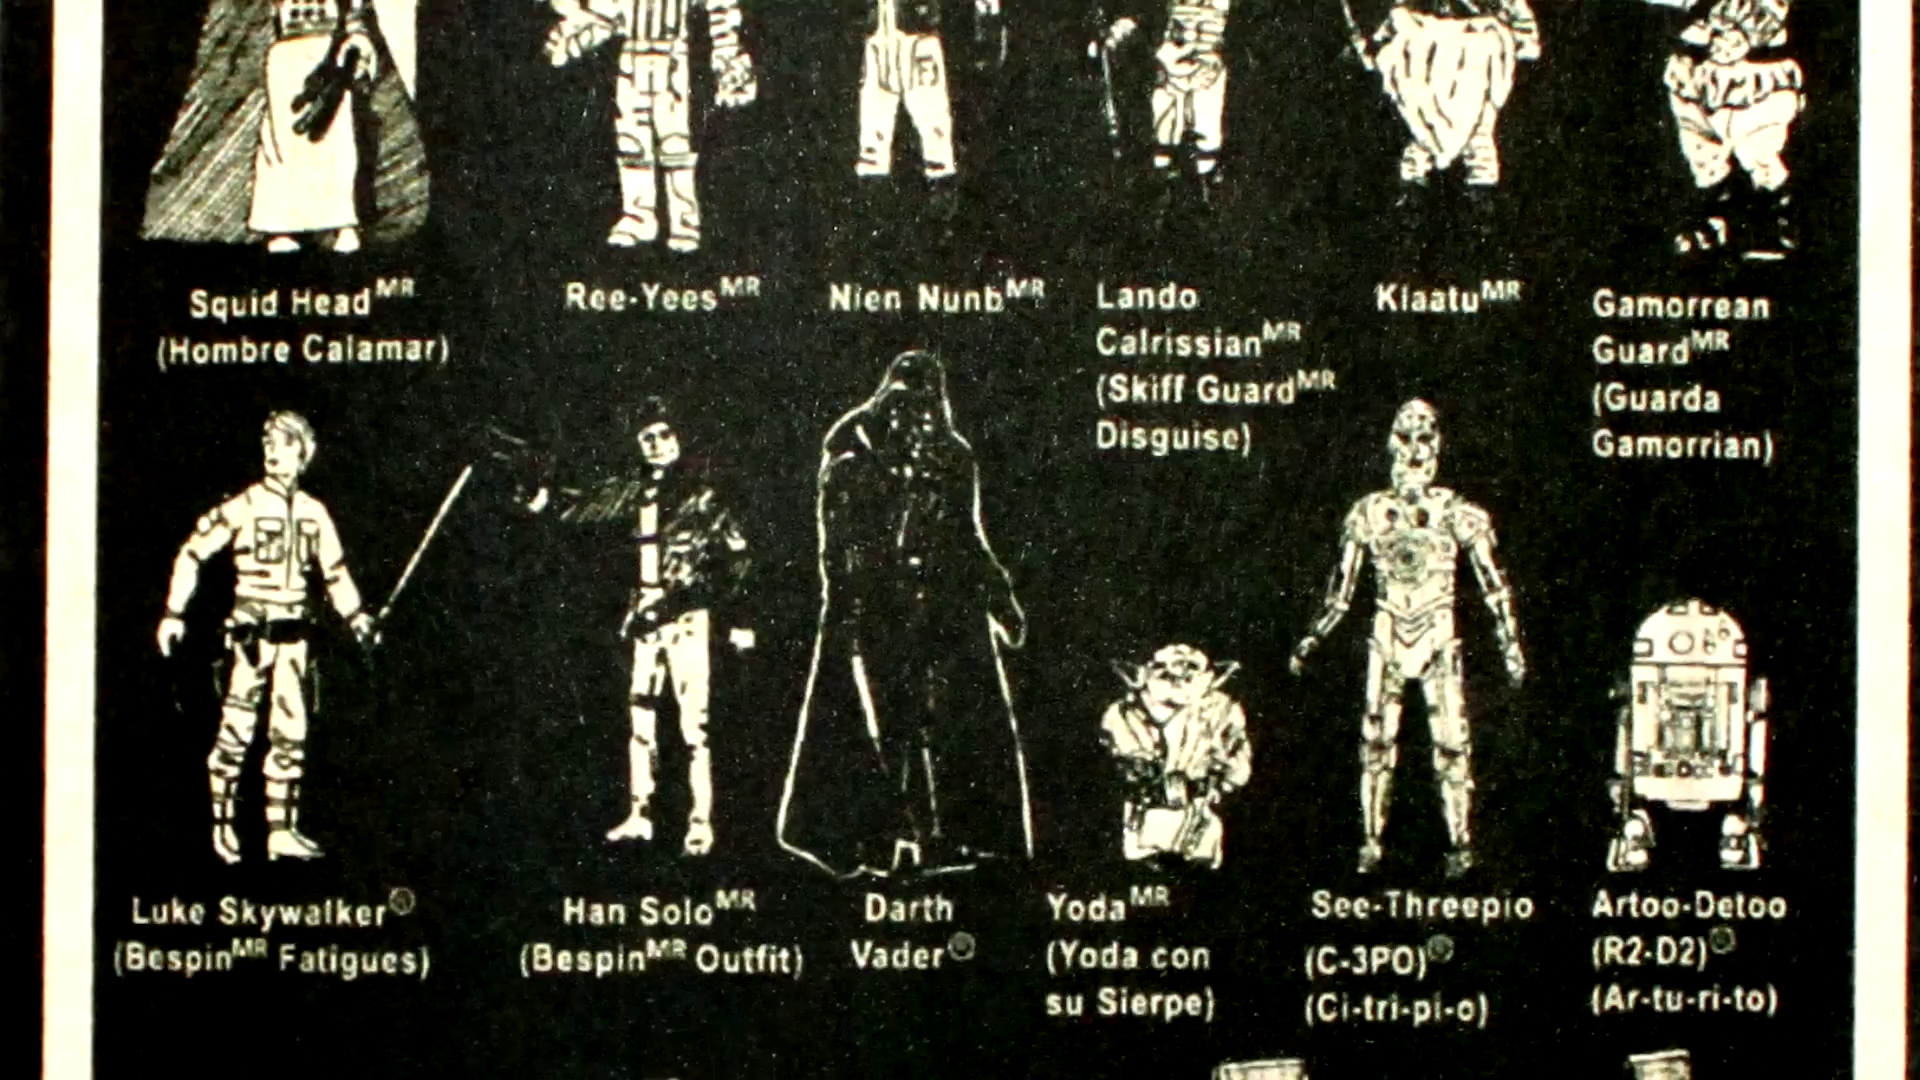 Squid Head MR
(Hombre Calamar)
Ree-Yees MR
Nien Nunb MR
Lando
Calrissian MR
(Skiff Guard MR
Disguise)
Klaatu MR
Gamorrean
Guard MR
(Guarda
Gamorrian)
Luke Skywalker
(Bespin MR Fatigues)
Han Solo MR
(Bespin MR Outfit)
Darth
Vader
Yoda MR
(Yoda con
su Sierpe)
See-Threepio
(C-3PO)
(Ci-tri-pi-o)
Artoo-Detoo
(R2-D2)
(Ar-tu-ri-to)